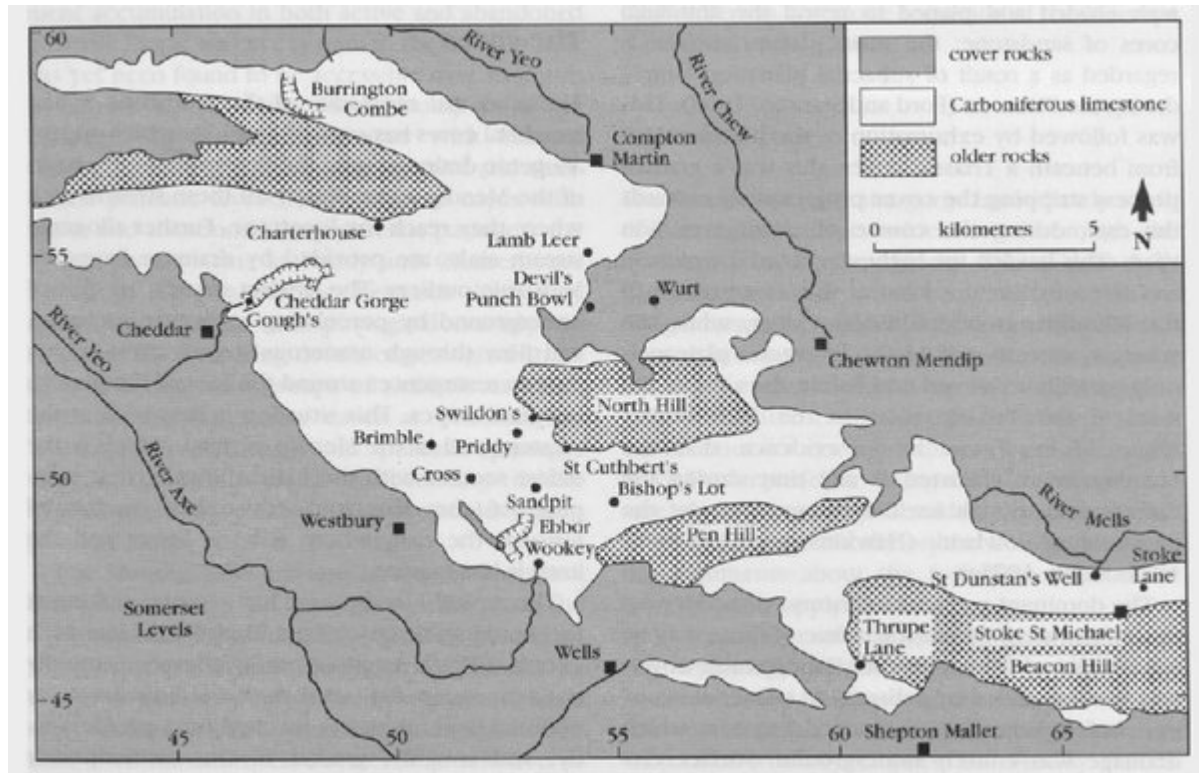 60
River Yeo
River Chew
cover rocks
Carboniferous limestone
older rocks
0 kilometres 5
N
Burrington
Combe
Compton
Martin
Charterhouse
55
Lamb Leer
Devil's
Punch Bowl
Wurt
Cheddar Gorge
Gough's
Cheddar
River Yeo
Chewton Mendip
North Hill
Swildon's
Brimble
Priddy
St Cuthbert's
Cross
50
Sandpit
Bishop's Lot
River Axe
Westbury
Ebbor
Wookey
Pen Hill
River Mells
Stoke
Lane
St Dunstan's Well
Somerset
Levels
Thrupe
Lane
Stoke St Michael
Beacon Hill
Wells
45
45
50
55
60
65
Shepton Mallet